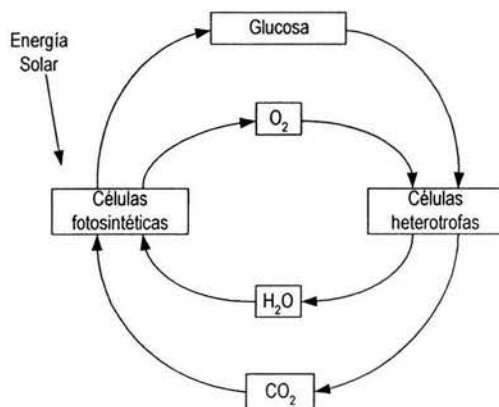 Glucosa
Energía
Solar
O₂
Células
fotosintéticas
Células
heterotrofas
H₂O
CO₂